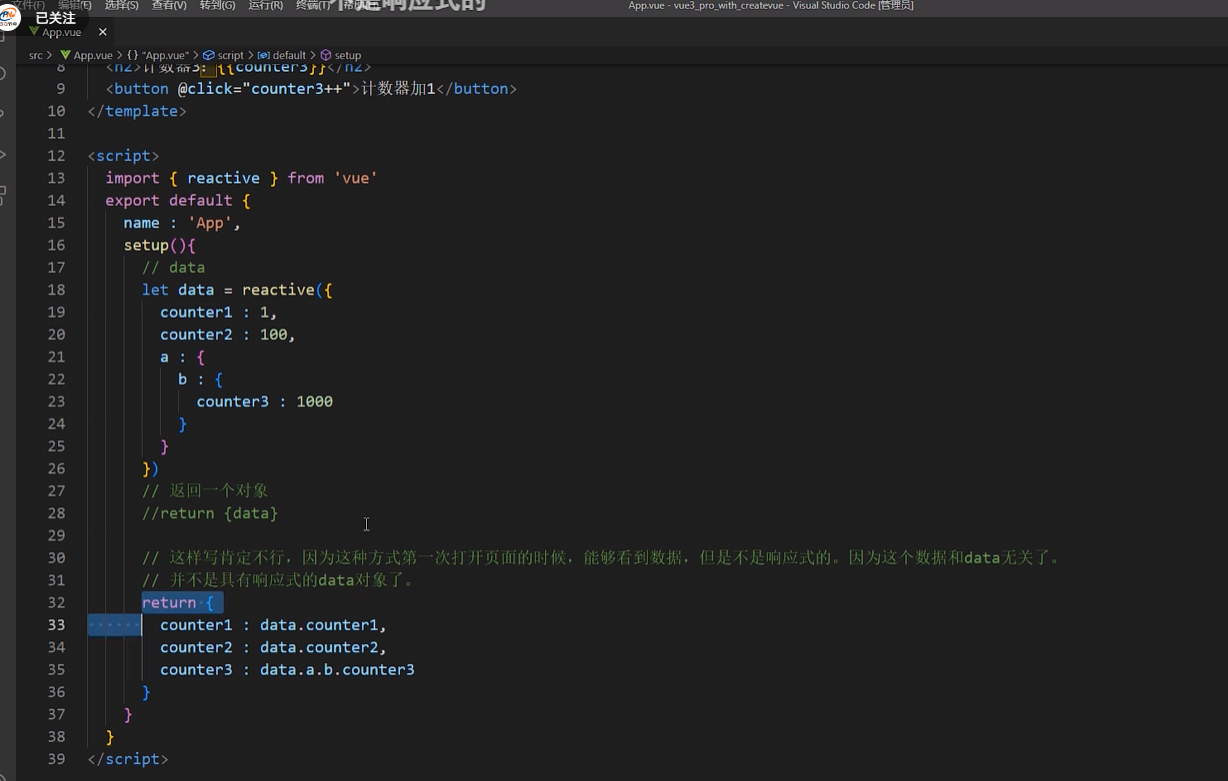 文件(F) 编辑(E) 选择(S) 查看(V) 转到(G) 运行(R) 终端(T) 帮助(H)
不是响应式的
App.vue - vue3_pro_with_createvue - Visual Studio Code [管理员]
已关注
App.vue ×
src > App.vue > {} "App.vue" > script > default > setup
8 <h2>计数器3：{{counter3}}</h2>
9 <button @click="counter3++">计数器加1</button>
10 </template>
11
12 <script>
13 import { reactive } from 'vue'
14 export default {
15 name : 'App',
16 setup(){
17 // data
18 let data = reactive({
19 counter1 : 1,
20 counter2 : 100,
21 a : {
22 b : {
23 counter3 : 1000
24 }
25 }
26 })
27 // 返回一个对象
28 //return {data}
29
30 // 这样写肯定不行，因为这种方式第一次打开页面的时候，能够看到数据，但是不是响应式的。因为这个数据和data无关了。
31 // 并不是具有响应式的data对象了。
32 return {
33 counter1 : data.counter1,
34 counter2 : data.counter2,
35 counter3 : data.a.b.counter3
36 }
37 }
38 }
39 </script>